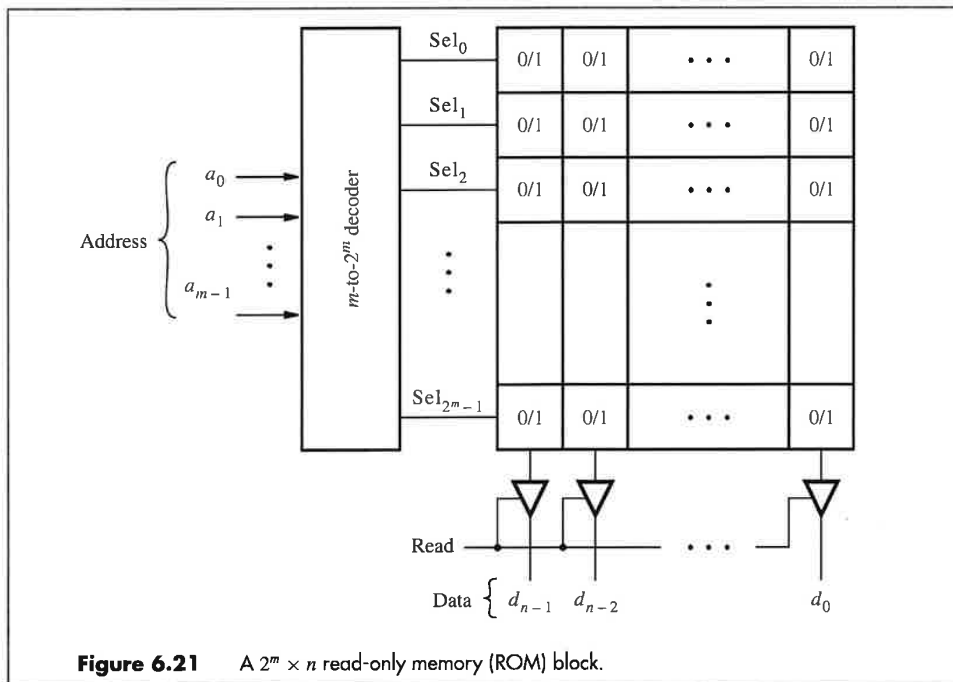 Sel₀
0/1 0/1 • • • 0/1
Sel₁
0/1 0/1 • • • 0/1
Sel₂
0/1 0/1 • • • 0/1
a₀
a₁
Address
aₘ₋₁
m-to-2ᵐ decoder
Sel₂ᵐ₋₁
0/1 0/1 • • • 0/1
Read • • •
Data { dₙ₋₁ dₙ₋₂ d₀
Figure 6.21 A 2ᵐ × n read-only memory (ROM) block.